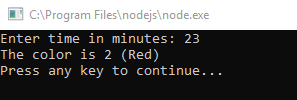 C:\Program Files\nodejs\node.exe
Enter time in minutes: 23
The color is 2 (Red)
Press any key to continue...